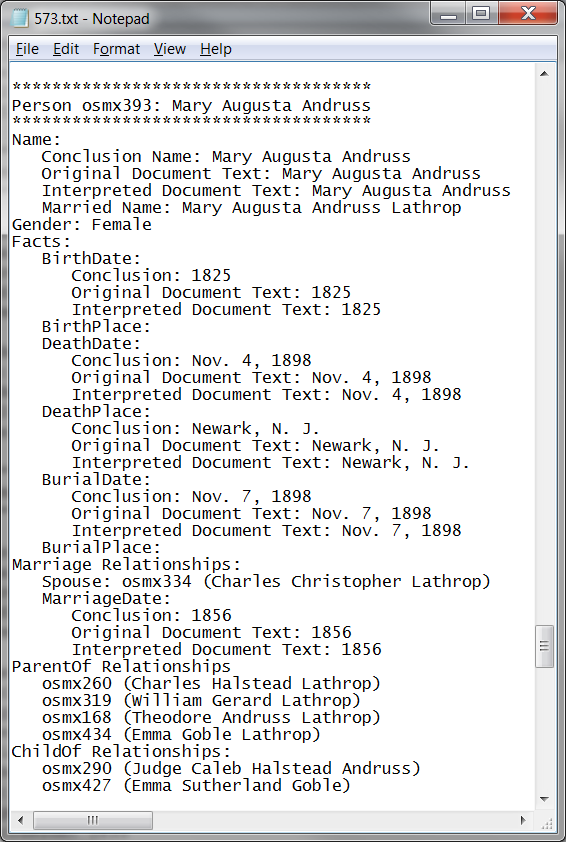 573.txt - Notepad
File Edit Format View Help
************************************
Person osmx393: Mary Augusta Andruss
************************************
Name:
   Conclusion Name: Mary Augusta Andruss
   Original Document Text: Mary Augusta Andruss
   Interpreted Document Text: Mary Augusta Andruss
   Married Name: Mary Augusta Andruss Lathrop
Gender: Female
Facts:
   BirthDate:
      Conclusion: 1825
      Original Document Text: 1825
      Interpreted Document Text: 1825
   BirthPlace:
   DeathDate:
      Conclusion: Nov. 4, 1898
      Original Document Text: Nov. 4, 1898
      Interpreted Document Text: Nov. 4, 1898
   DeathPlace:
      Conclusion: Newark, N. J.
      Original Document Text: Newark, N. J.
      Interpreted Document Text: Newark, N. J.
   BurialDate:
      Conclusion: Nov. 7, 1898
      Original Document Text: Nov. 7, 1898
      Interpreted Document Text: Nov. 7, 1898
   BurialPlace:
Marriage Relationships:
   Spouse: osmx334 (Charles Christopher Lathrop)
   MarriageDate:
      Conclusion: 1856
      Original Document Text: 1856
      Interpreted Document Text: 1856
ParentOf Relationships
   osmx260 (Charles Halstead Lathrop)
   osmx319 (William Gerard Lathrop)
   osmx168 (Theodore Andruss Lathrop)
   osmx434 (Emma Goble Lathrop)
ChildOf Relationships:
   osmx290 (Judge Caleb Halstead Andruss)
   osmx427 (Emma Sutherland Goble)